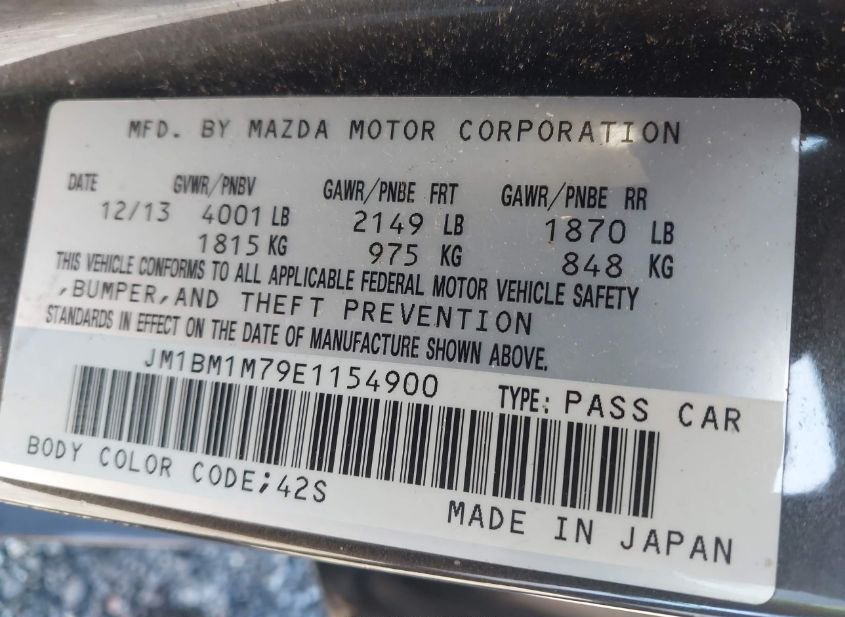 MFD. BY MAZDA MOTOR CORPORATION
DATE GVWR/PNBV GAWR/PNBE FRT GAWR/PNBE RR
12/13 4001 LB 2149 LB 1870 LB
1815 KG 975 KG 848 KG
THIS VEHICLE CONFORMS TO ALL APPLICABLE FEDERAL MOTOR VEHICLE SAFETY
,BUMPER,AND THEFT PREVENTION
STANDARDS IN EFFECT ON THE DATE OF MANUFACTURE SHOWN ABOVE.
JM1BM1M79E1154900 TYPE: PASS CAR
BODY COLOR CODE;42S
MADE IN JAPAN